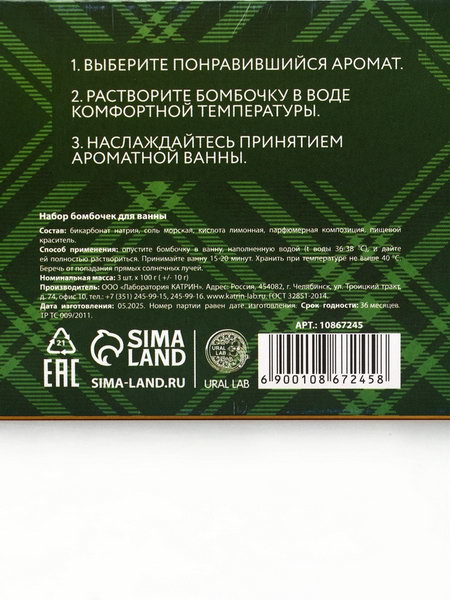 1. ВЫБЕРИТЕ ПОНРАВИВШИЙСЯ АРОМАТ.
2. РАСТВОРИТЕ БОМБОЧКУ В ВОДЕ
КОМФОРТНОЙ ТЕМПЕРАТУРЫ.
3. НАСЛАЖДАЙТЕСЬ ПРИНЯТИЕМ
АРОМАТНОЙ ВАННЫ.
Набор бомбочек для ванны
Состав: бикарбонат натрия, соль морская, кислота лимонная, парфюмерная композиция, пищевой
краситель.
Способ применения: опустите бомбочку в ванну, наполненную водой (t воды 36-38 °C), и дайте
ей полностью раствориться. Принимайте ванну 15-20 минут. Хранить при температуре не выше 40 °C.
Беречь от попадания прямых солнечных лучей.
Номинальная масса: 3 шт. x 100 г (+/- 10 г)
Изготовитель: ООО «Лаборатория КАТРИН». Адрес: Россия, 454082, г. Челябинск, ул. Троицкий тракт,
д. 74, офис 10, тел.: +7 (351) 245-99-15, 245-99-16. www.katrin-lab.ru. ГОСТ 32851-2014.
Дата изготовления: 05.2025. Номер партии равен дате изготовления. Срок годности: 36 месяцев.
ТР ТС 009/2011.
АРТ.: 10867245
21
EAC
SIMA
LAND
SIMA-LAND.RU
URAL LAB
6 900108 672458